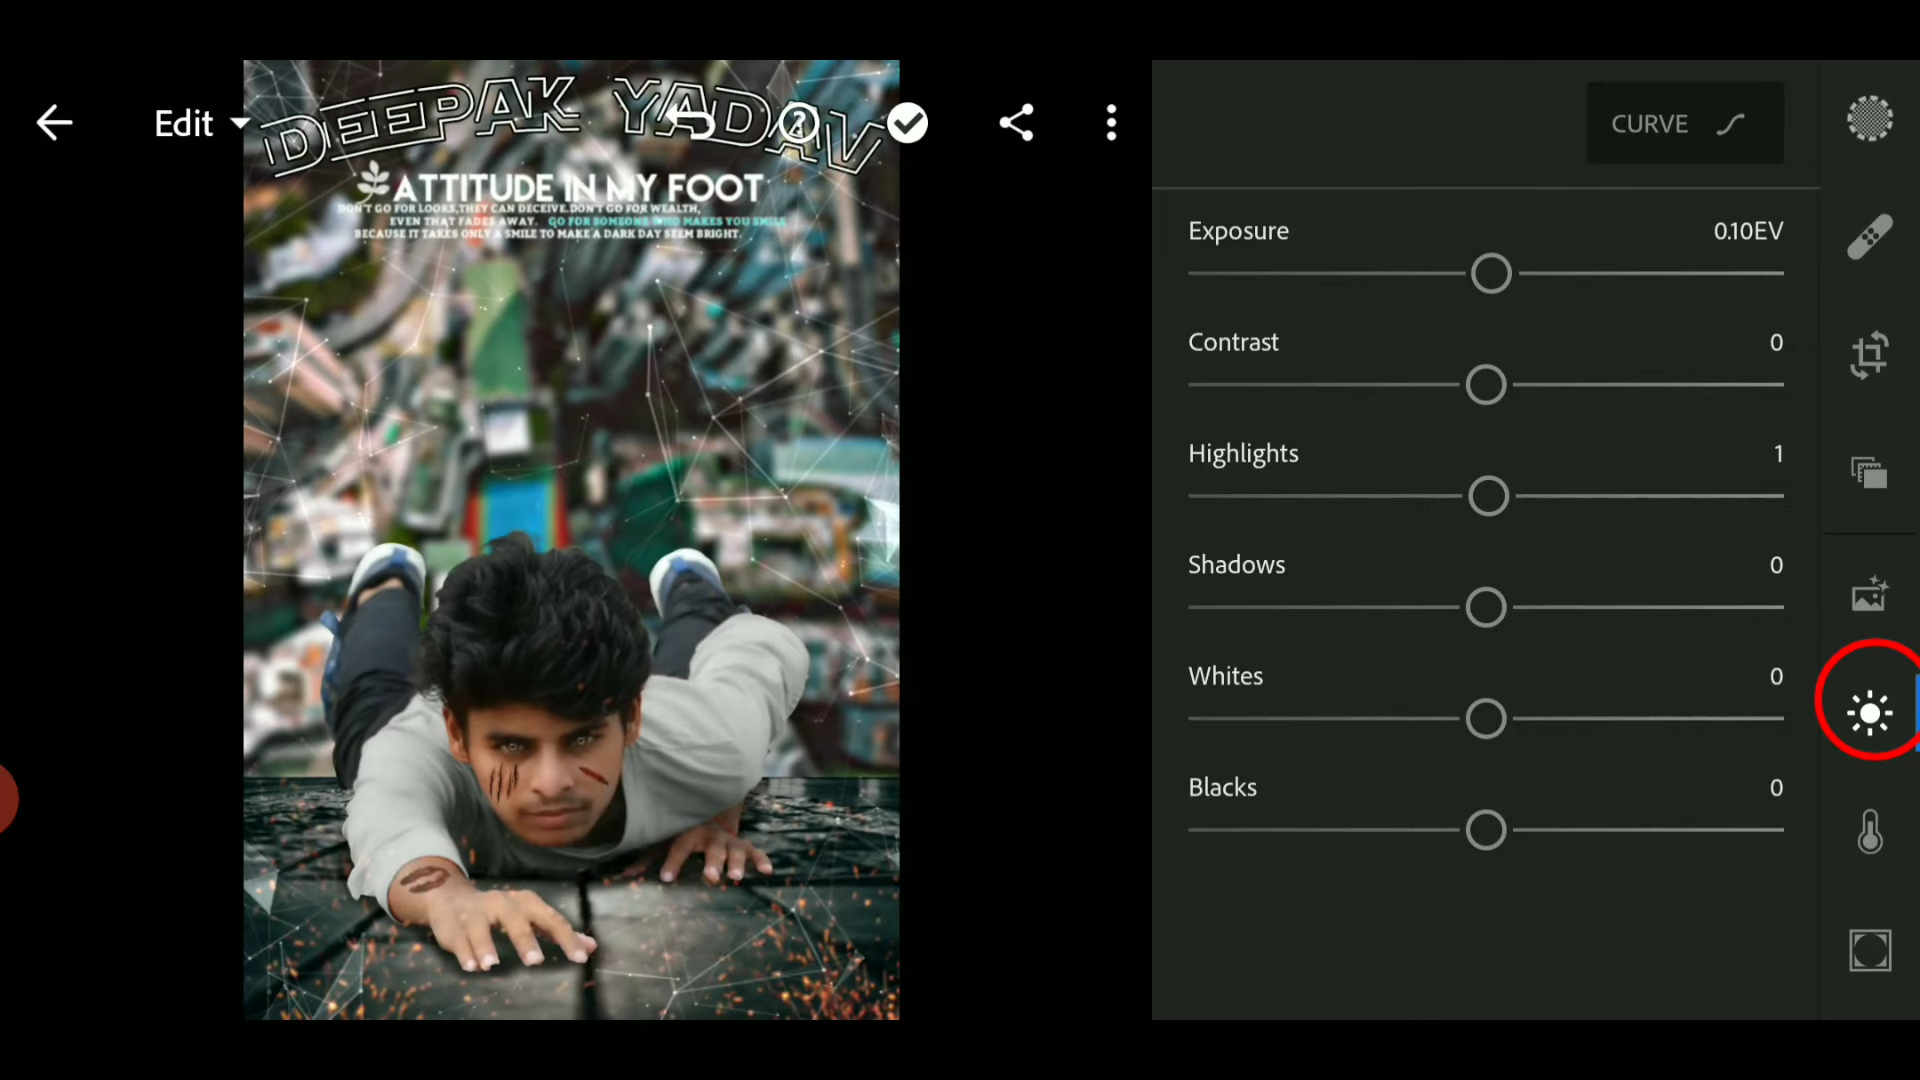 Edit
DEEPAK YADAV
ATTITUDE IN MY FOOT
DON'T GO FOR LOOKS,THEY CAN DECEIVE.DON'T GO FOR WEALTH,
EVEN THAT FADES AWAY. GO FOR SOMEONE WHO MAKES YOU SMILE
BECAUSE IT TAKES ONLY A SMILE TO MAKE A DARK DAY SEEM BRIGHT.
CURVE
Exposure 0.10EV
Contrast 0
Highlights 1
Shadows 0
Whites 0
Blacks 0